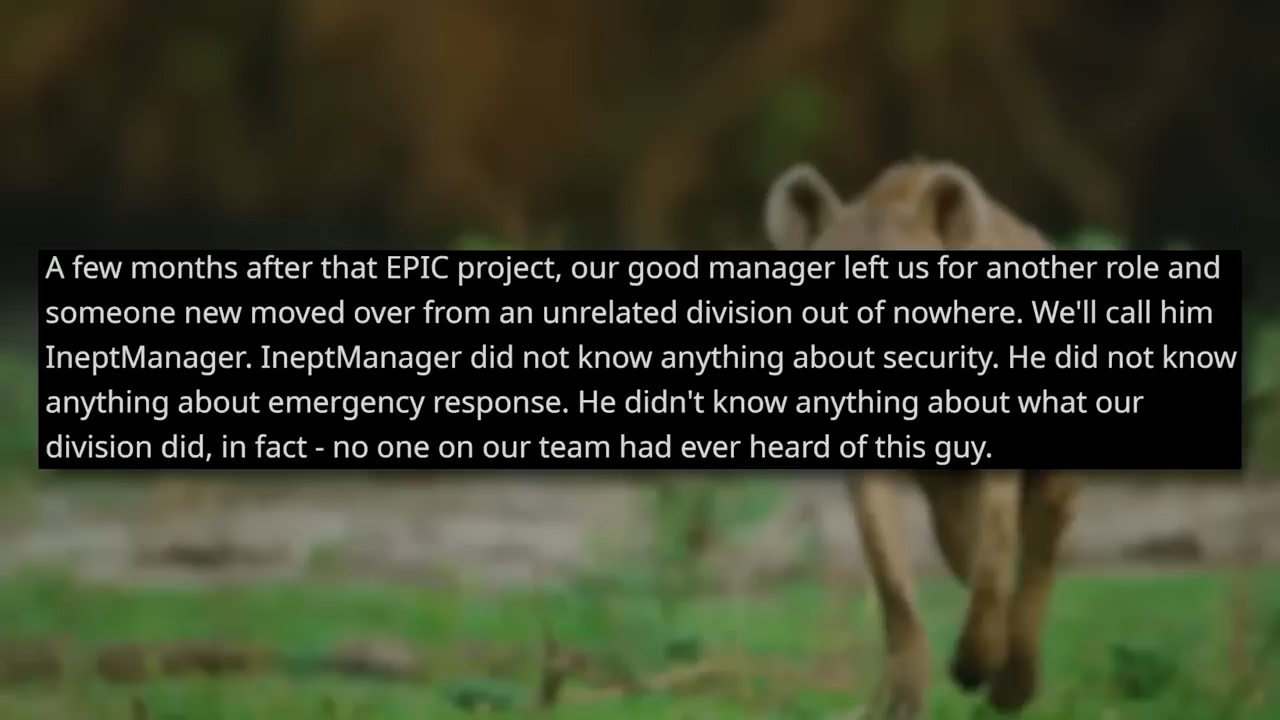 A few months after that EPIC project, our good manager left us for another role and
someone new moved over from an unrelated division out of nowhere. We'll call him
IneptManager. IneptManager did not know anything about security. He did not know
anything about emergency response. He didn't know anything about what our
division did, in fact - no one on our team had ever heard of this guy.